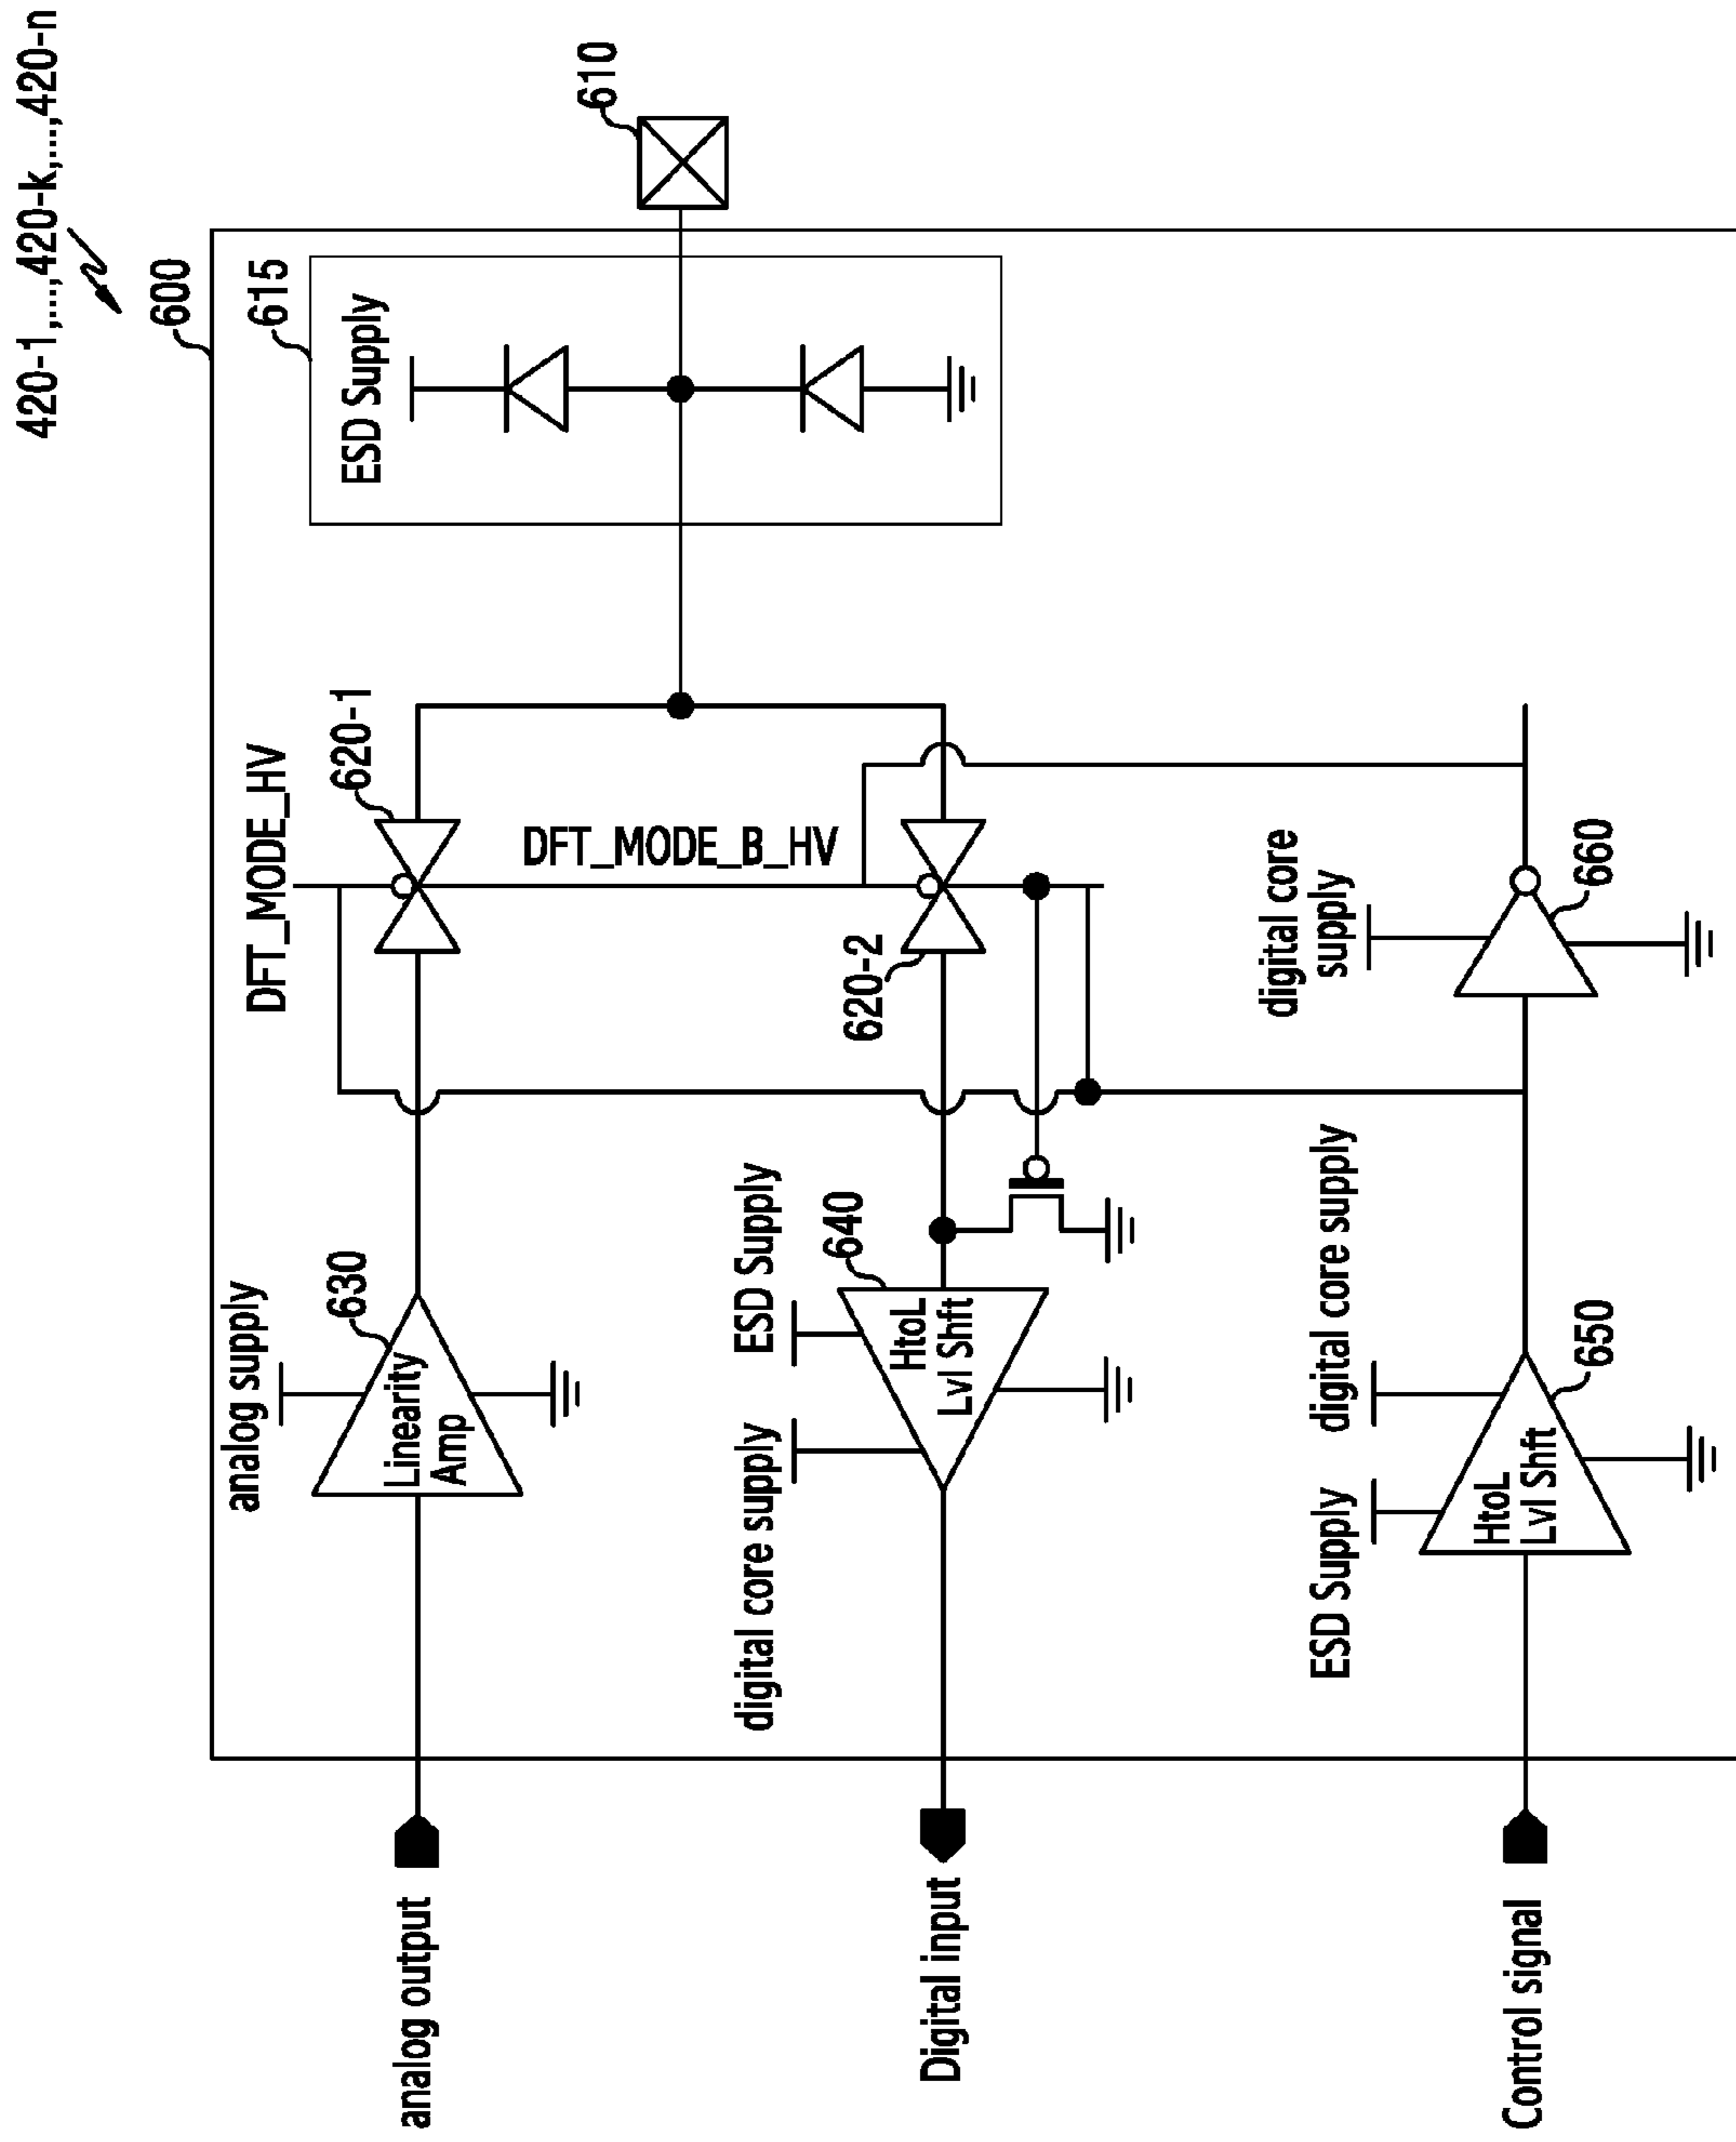 420-1,...,420-k,...,420-n
600
615
ESD Supply
610
DFT_MODE_HV
620-1
analog supply
630
Linearity
Amp
analog output
DFT_MODE_B_HV
620-2
ESD Supply
640
digital core supply
HtoL
Lvl Shft
Digital input
digital core
supply
660
digital core supply
ESD Supply
650
HtoL
Lvl Shft
Control signal